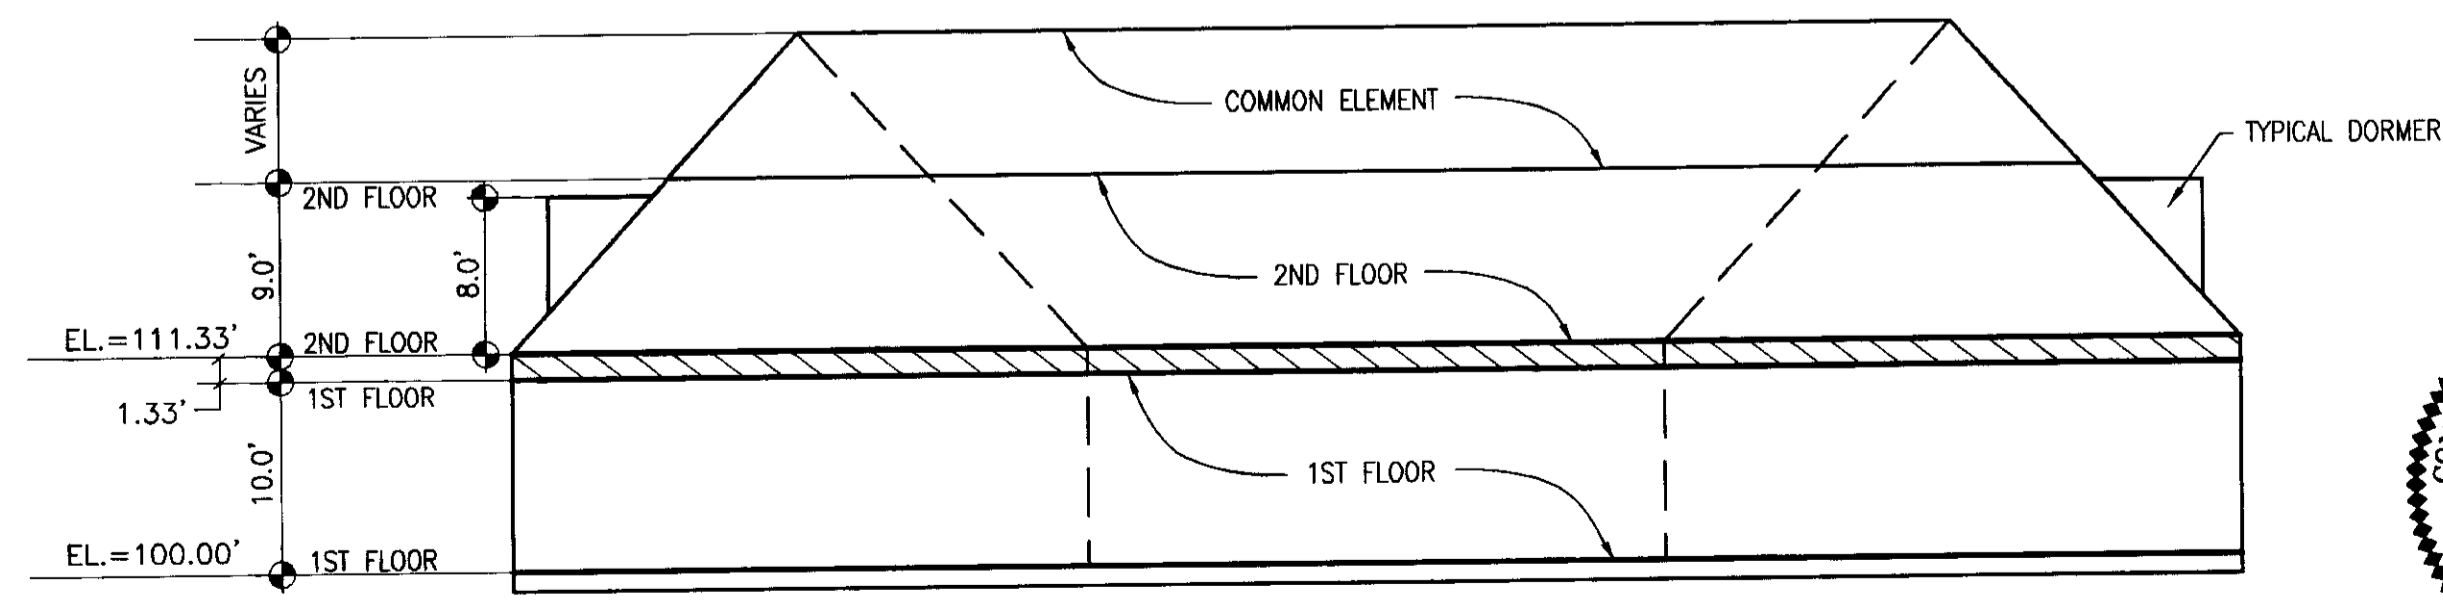 VARIES
COMMON ELEMENT
TYPICAL DORMER
2ND FLOOR
9.0'
8.0'
2ND FLOOR
EL.=111.33'
2ND FLOOR
1ST FLOOR
1.33'
10.0'
1ST FLOOR
EL.=100.00'
1ST FLOOR